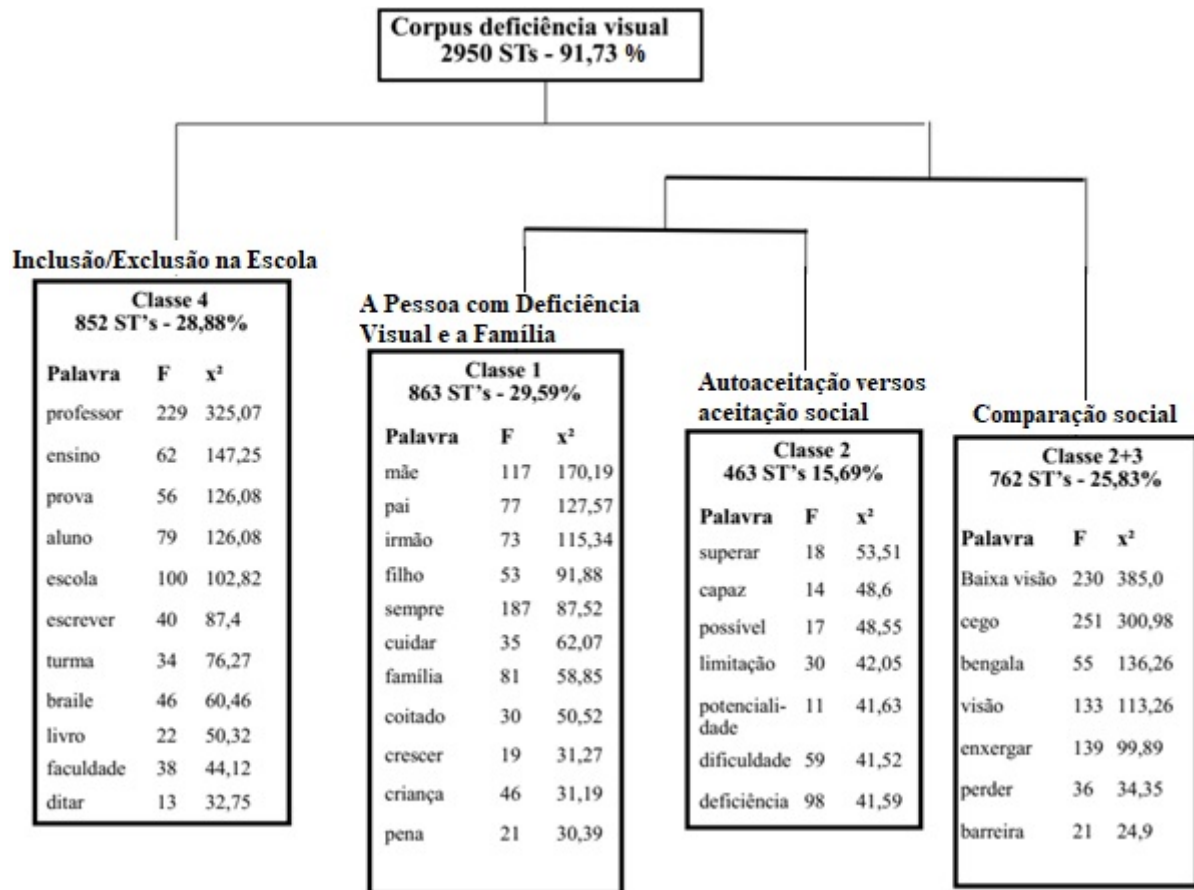 Corpus deficiência visual
2950 STs - 91,73 %
Inclusão/Exclusão na Escola
Classe 4
852 ST’s - 28,88%
Palavra F x²
professor 229 325,07
ensino 62 147,25
prova 56 126,08
aluno 79 126,08
escola 100 102,82
escrever 40 87,4
turma 34 76,27
braile 46 60,46
livro 22 50,32
faculdade 38 44,12
ditar 13 32,75
A Pessoa com Deficiência
Visual e a Família
Classe 1
863 ST’s - 29,59%
Palavra F x²
mãe 117 170,19
pai 77 127,57
irmão 73 115,34
filho 53 91,88
sempre 187 87,52
cuidar 35 62,07
família 81 58,85
coitado 30 50,52
crescer 19 31,27
criança 46 31,19
pena 21 30,39
Autoaceitação versos
aceitação social
Classe 2
463 ST’s 15,69%
Palavra F x²
superar 18 53,51
capaz 14 48,6
possível 17 48,55
limitação 30 42,05
potenciali-
dade 11 41,63
dificuldade 59 41,52
deficiência 98 41,59
Comparação social
Classe 2+3
762 ST’s - 25,83%
Palavra F x²
Baixa visão 230 385,0
cego 251 300,98
bengala 55 136,26
visão 133 113,26
enxergar 139 99,89
perder 36 34,35
barreira 21 24,9